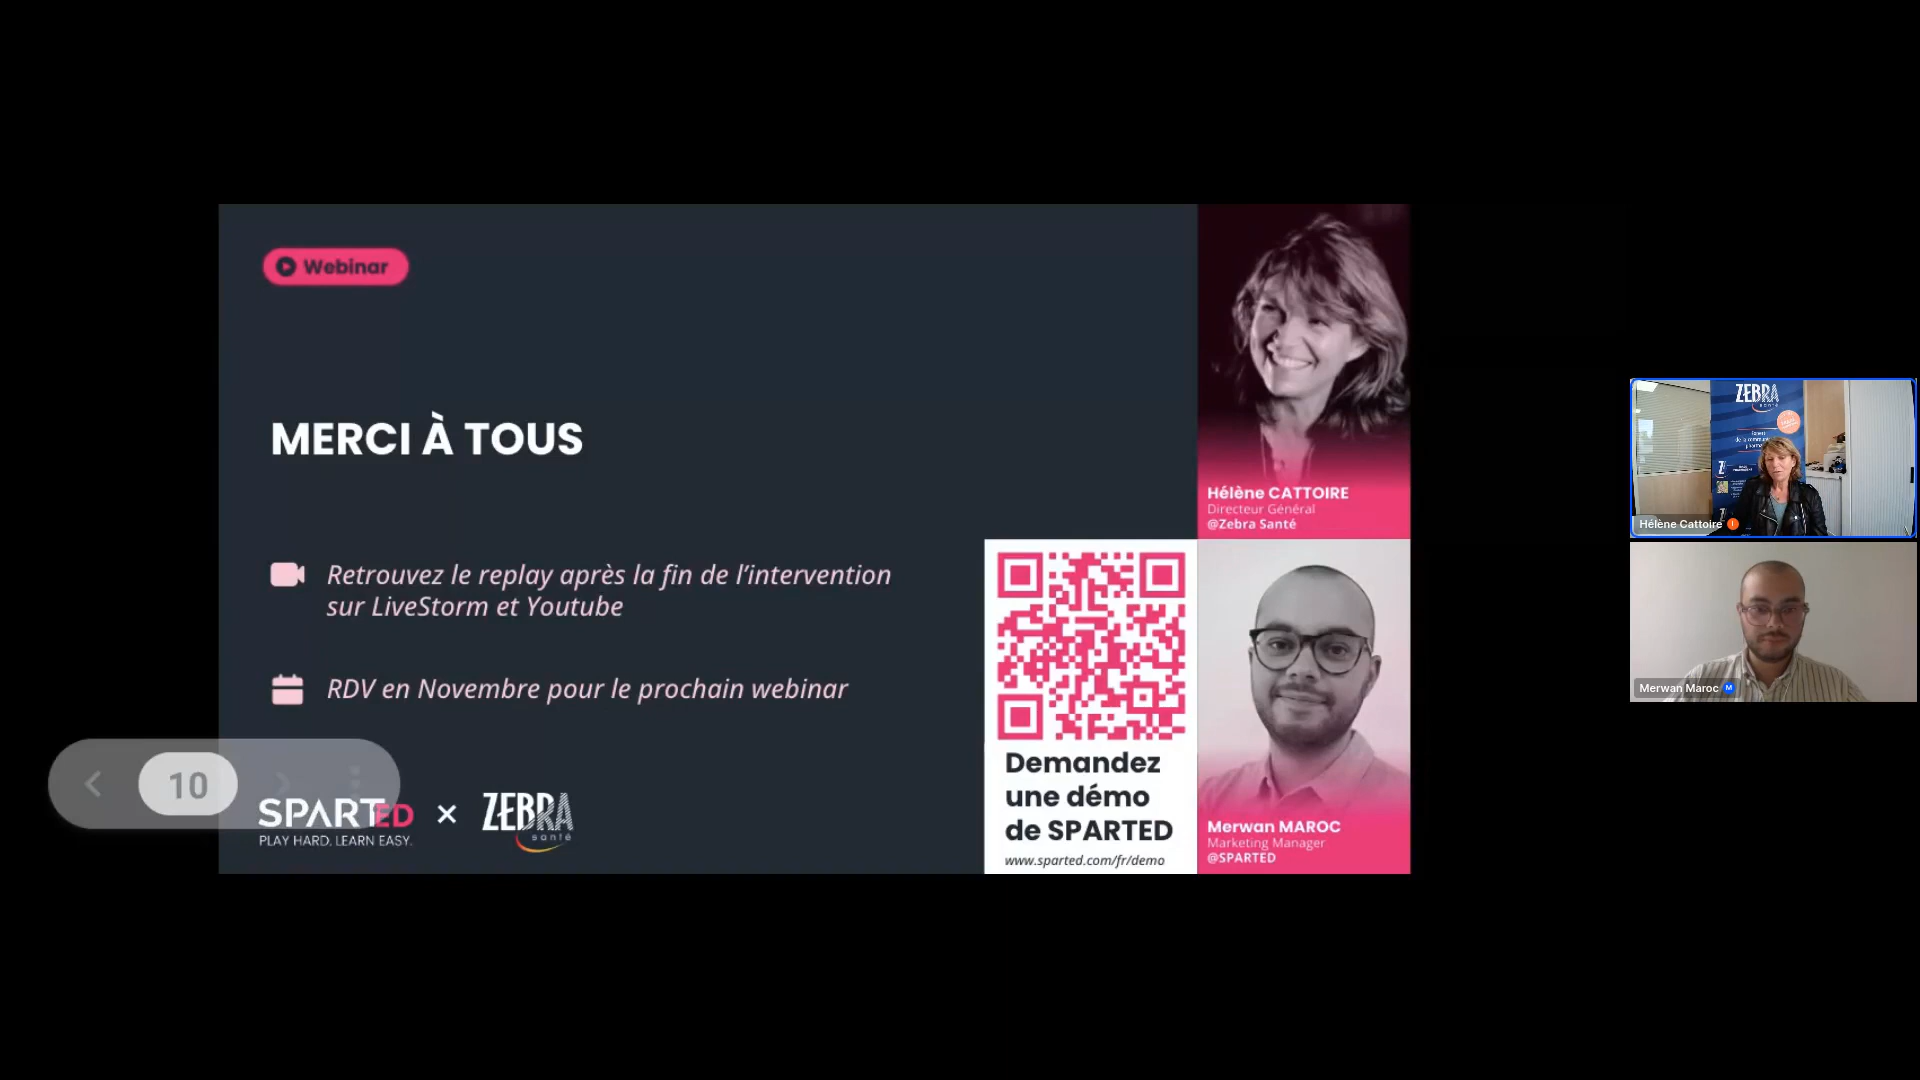 Webinar
MERCI À TOUS
Retrouvez le replay après la fin de l'intervention
sur LiveStorm et Youtube
RDV en Novembre pour le prochain webinar
10
SPARTED
PLAY HARD. LEARN EASY.
×
ZEBRA
santé
Demandez
une démo
de SPARTED
www.sparted.com/fr/demo
Hélène CATTOIRE
Directeur Général
@Zebra Santé
Merwan MAROC
Marketing Manager
@SPARTED
ZEBRA
santé
Hélène Cattoire
Merwan Maroc
M